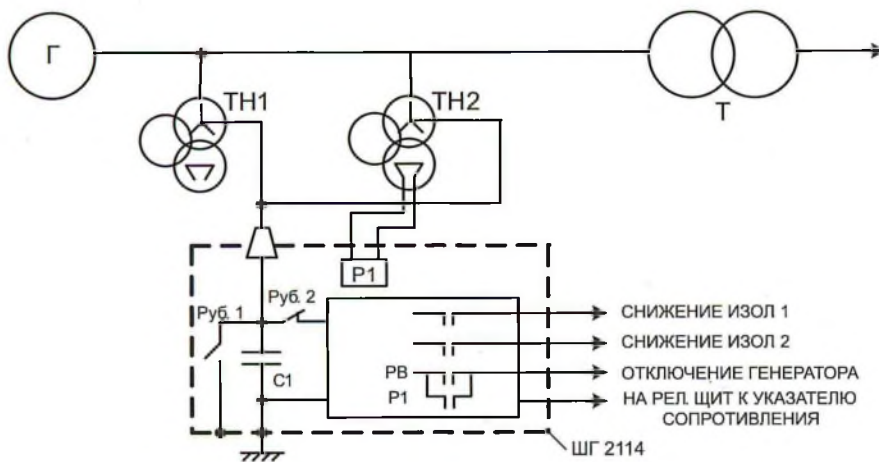 Г
Т
ТН1
ТН2
Р1
Руб. 1
Руб. 2
С1
РВ
Р1
СНИЖЕНИЕ ИЗОЛ 1
СНИЖЕНИЕ ИЗОЛ 2
ОТКЛЮЧЕНИЕ ГЕНЕРАТОРА
НА РЕЛ. ЩИТ К УКАЗАТЕЛЮ
СОПРОТИВЛЕНИЯ
ШГ 2114